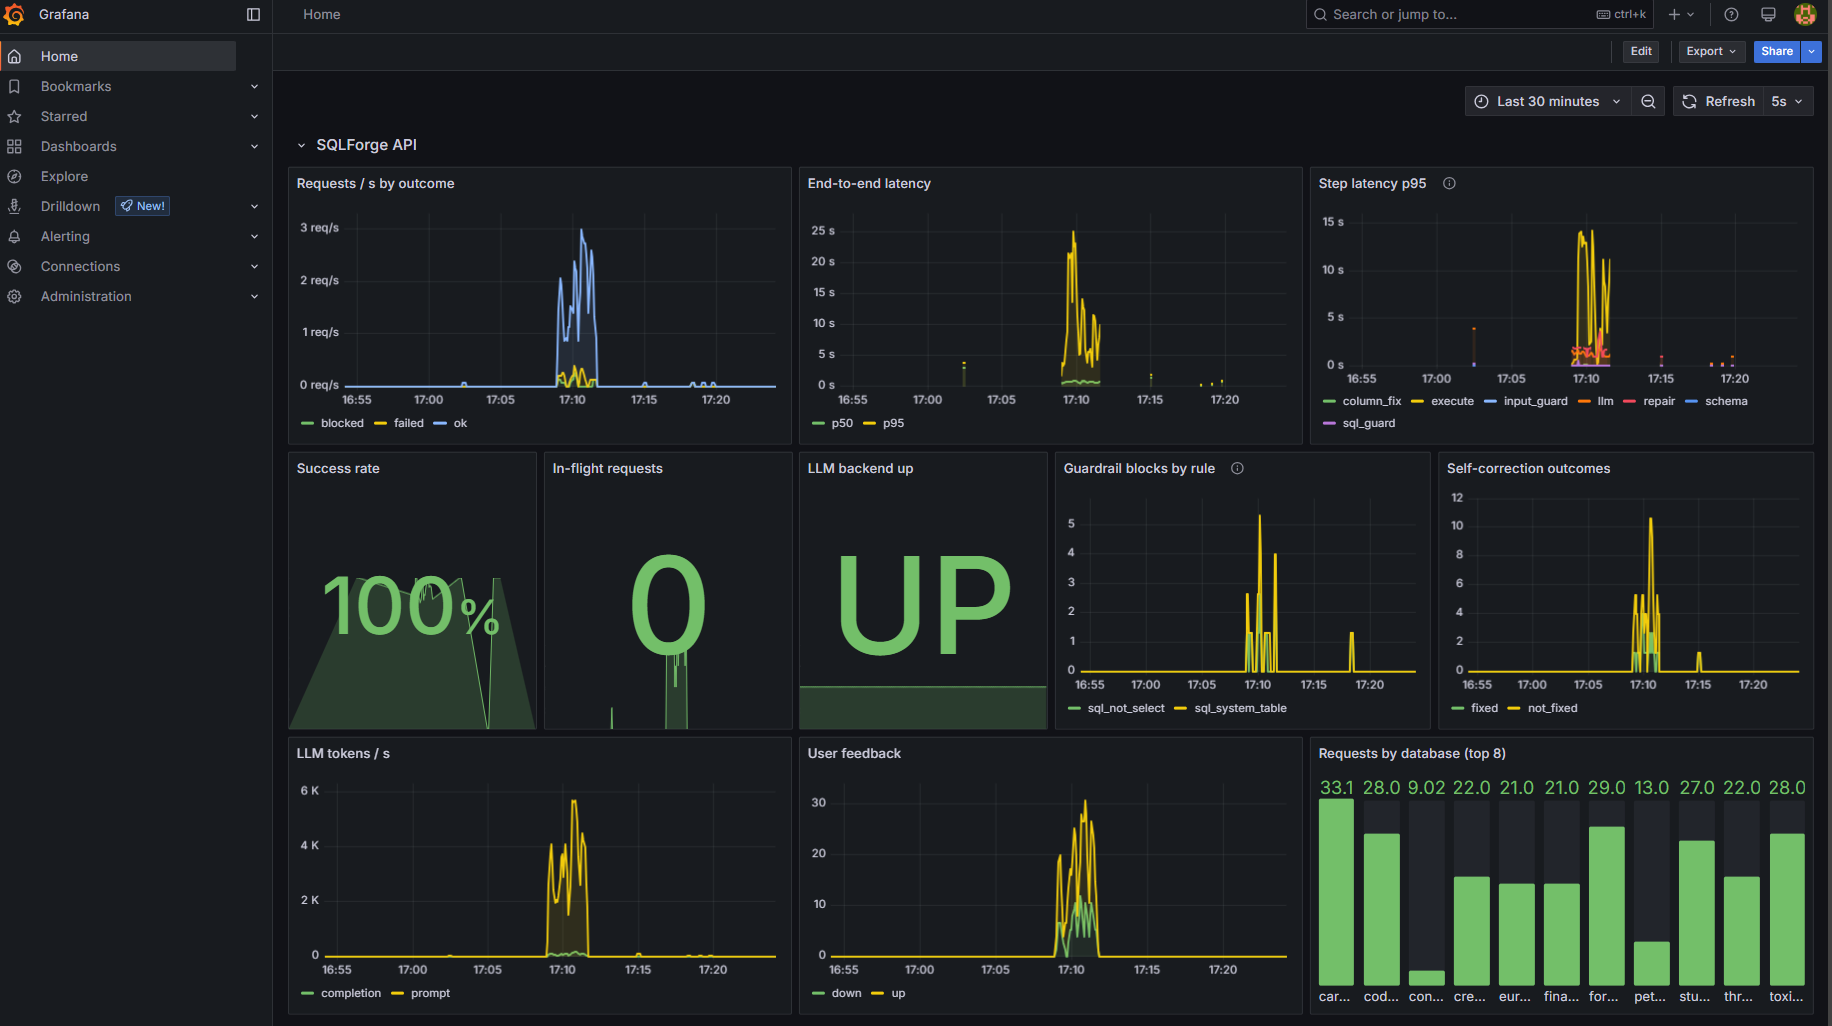 Grafana
Home
Search or jump to...
ctrl+k
Home
Bookmarks
Starred
Dashboards
Explore
Drilldown New!
Alerting
Connections
Administration
Edit
Export
Share
Last 30 minutes
Refresh
5s
SQLForge API
Requests / s by outcome
3 req/s
2 req/s
1 req/s
0 req/s
16:55 17:00 17:05 17:10 17:15 17:20
blocked failed ok
End-to-end latency
25 s
20 s
15 s
10 s
5 s
0 s
16:55 17:00 17:05 17:10 17:15 17:20
p50 p95
Step latency p95
15 s
10 s
5 s
0 s
16:55 17:00 17:05 17:10 17:15 17:20
column_fix execute input_guard llm repair schema
sql_guard
Success rate
100%
In-flight requests
0
LLM backend up
UP
Guardrail blocks by rule
5
4
3
2
1
0
16:55 17:00 17:05 17:10 17:15 17:20
sql_not_select sql_system_table
Self-correction outcomes
12
10
8
6
4
2
0
16:55 17:00 17:05 17:10 17:15 17:20
fixed not_fixed
LLM tokens / s
6 K
4 K
2 K
0
16:55 17:00 17:05 17:10 17:15 17:20
completion prompt
User feedback
30
20
10
0
16:55 17:00 17:05 17:10 17:15 17:20
down up
Requests by database (top 8)
33.1 28.0 9.02 22.0 21.0 21.0 29.0 13.0 27.0 22.0 28.0
car... cod... con... cre... eur... fina... for... pet... stu... thr... toxi...